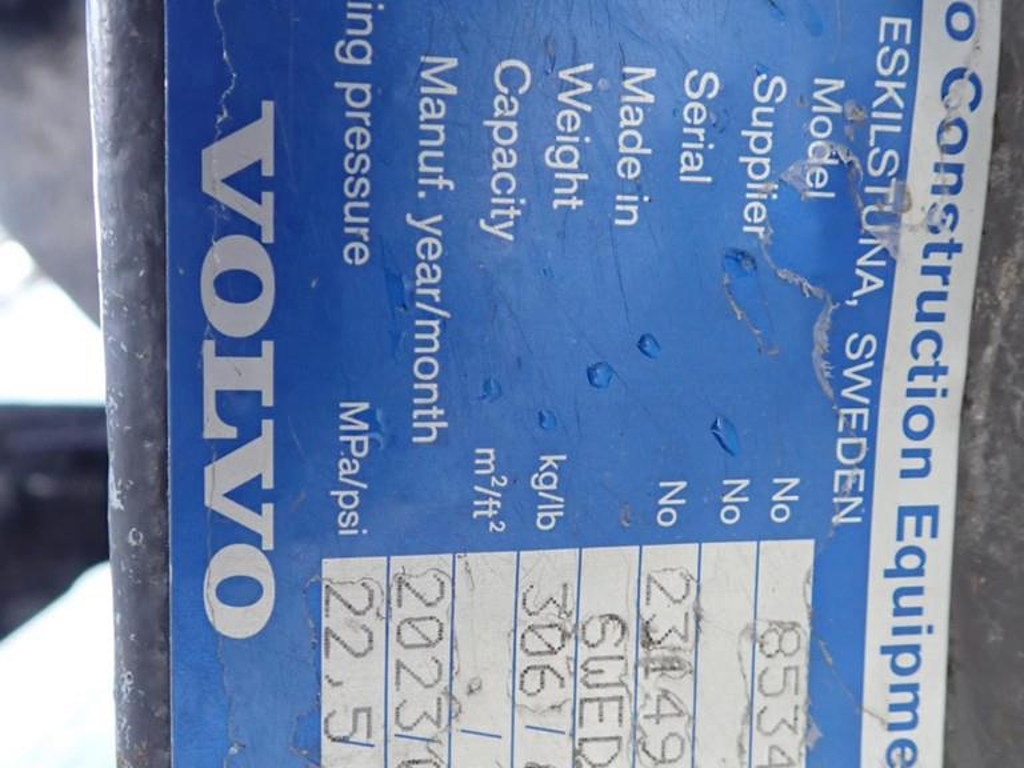 o Construction Equipme
ESKILSTUNA, SWEDEN
Model No 8534
Supplier No
Serial No 23149
Made in SWED
Weight kg/lb 306/
Capacity m²/ft² /
Manuf. year/month 2023/
ing pressure MPa/psi 22.5/
VOLVO